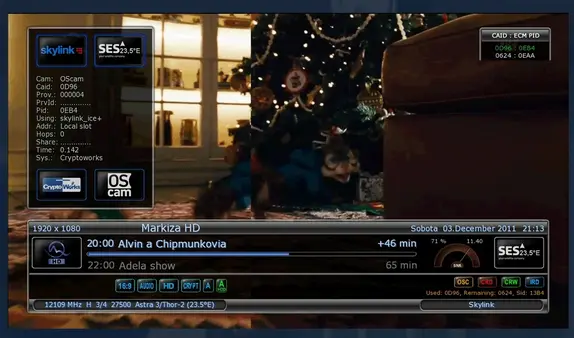 skylink
SES▲
23,5°E
CAID : ECM PID
0D96 : 0EB4
0624 : 0EAA
Cam: OScam
Caid: 0D96
Prov.: 000004
PrvId: ..............
Pid: 0EB4
Using: skylink_ice+
Addr.: Local slot
Hops: 0
Share: ..............
Time: 0.142
Sys.: Cryptoworks
CryptoWorks
OS
cam
1920 x 1080 Markiza HD Sobota 03.December 2011 21:13
20:00 Alvin a Chipmunkovia +46 min
22:00 Adela show 65 min
HD
71 % 11.40
SNR
SES▲
23,5°E
16:9 AUDIO HD CRYPT A A
OSC CRD CRW IRD
Used: 0D96, Remaining: 0624, Sid: 13B4
12109 MHz H 3/4 27500 Astra 3/Thor-2 (23.5°E) Skylink